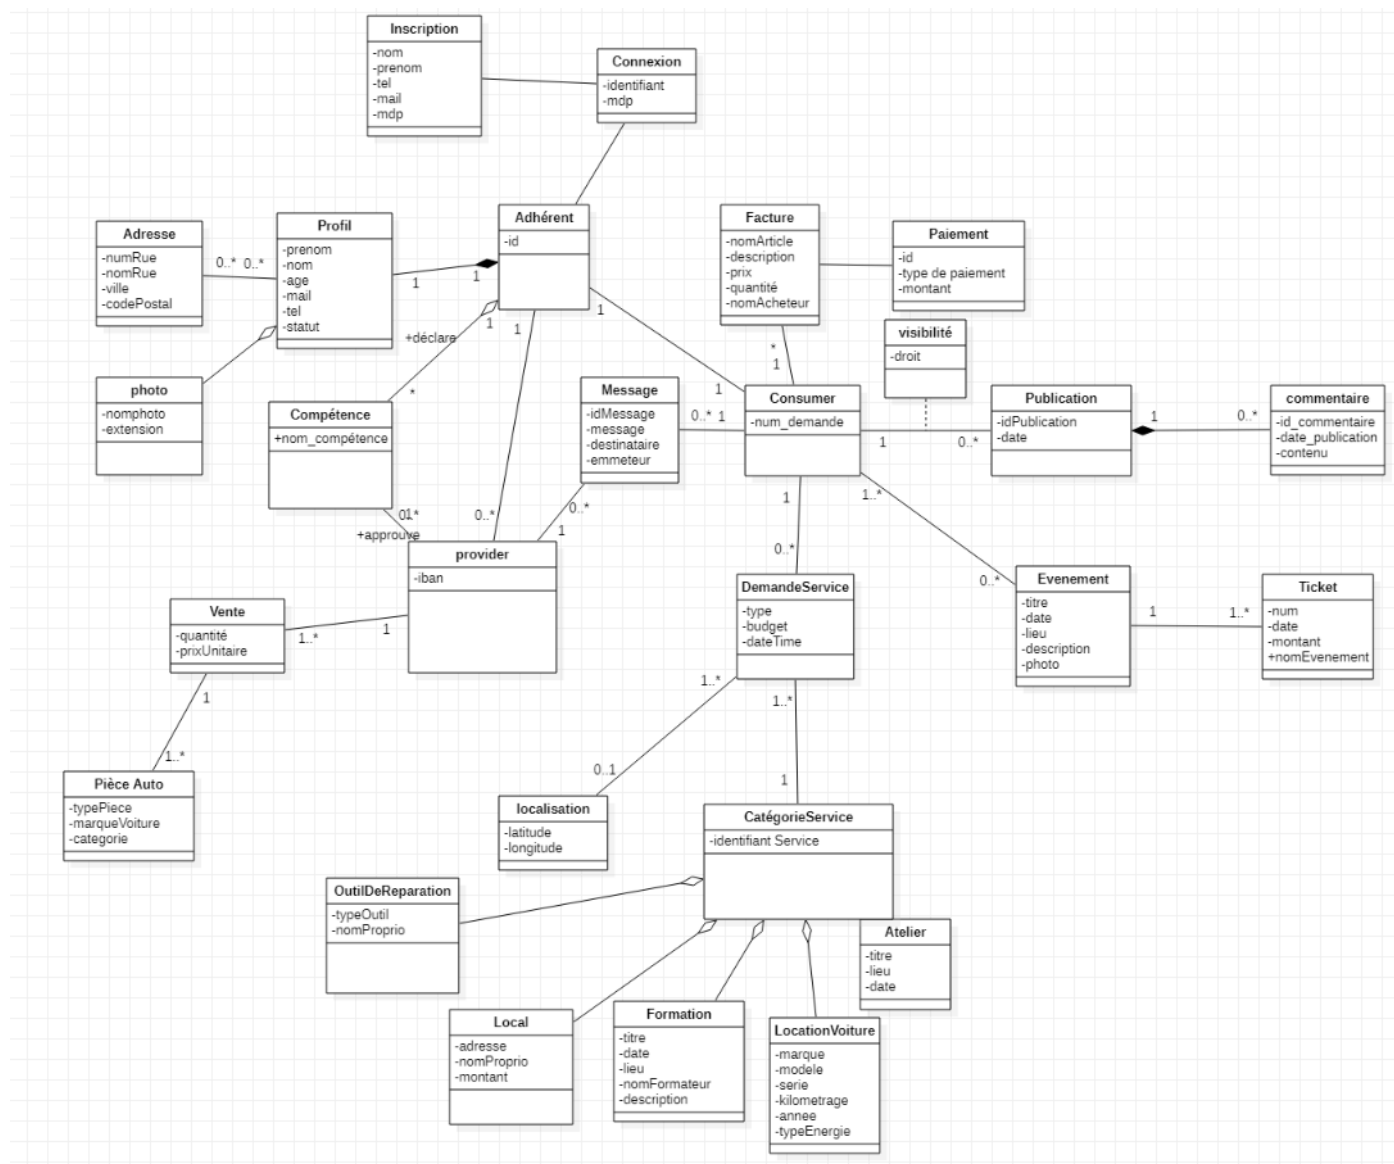 Inscription
-nom
-prenom
-tel
-mail
-mdp
Connexion
-identifiant
-mdp
Adresse
-numRue
-nomRue
-ville
-codePostal
0..* 0..*
Profil
-prenom
-nom
-age
-mail
-tel
-statut
1
1
Adhérent
-id
1
1
1
+déclare
*
Facture
-nomArticle
-description
-prix
-quantité
-nomAcheteur
*
1
Paiement
-id
-type de paiement
-montant
visibilité
-droit
photo
-nomphoto
-extension
Compétence
+nom_compétence
+approuve
Message
-idMessage
-message
-destinataire
-emmeteur
0..* 1
1
Consumer
-num_demande
1
0..*
Publication
-idPublication
-date
1
0..*
commentaire
-id_commentaire
-date_publication
-contenu
0..*
0..*
1
provider
-iban
1
0..*
1..*
0..*
Vente
-quantité
-prixUnitaire
1..*
1
DemandeService
-type
-budget
-dateTime
Evenement
-titre
-date
-lieu
-description
-photo
1
1..*
Ticket
-num
-date
-montant
+nomEvenement
1
1..*
1..*
1..*
0..1
1
Pièce Auto
-typePiece
-marqueVoiture
-categorie
localisation
-latitude
-longitude
CatégorieService
-identifiant Service
OutilDeReparation
-typeOutil
-nomProprio
Atelier
-titre
-lieu
-date
Local
-adresse
-nomProprio
-montant
Formation
-titre
-date
-lieu
-nomFormateur
-description
LocationVoiture
-marque
-modele
-serie
-kilometrage
-annee
-typeEnergie